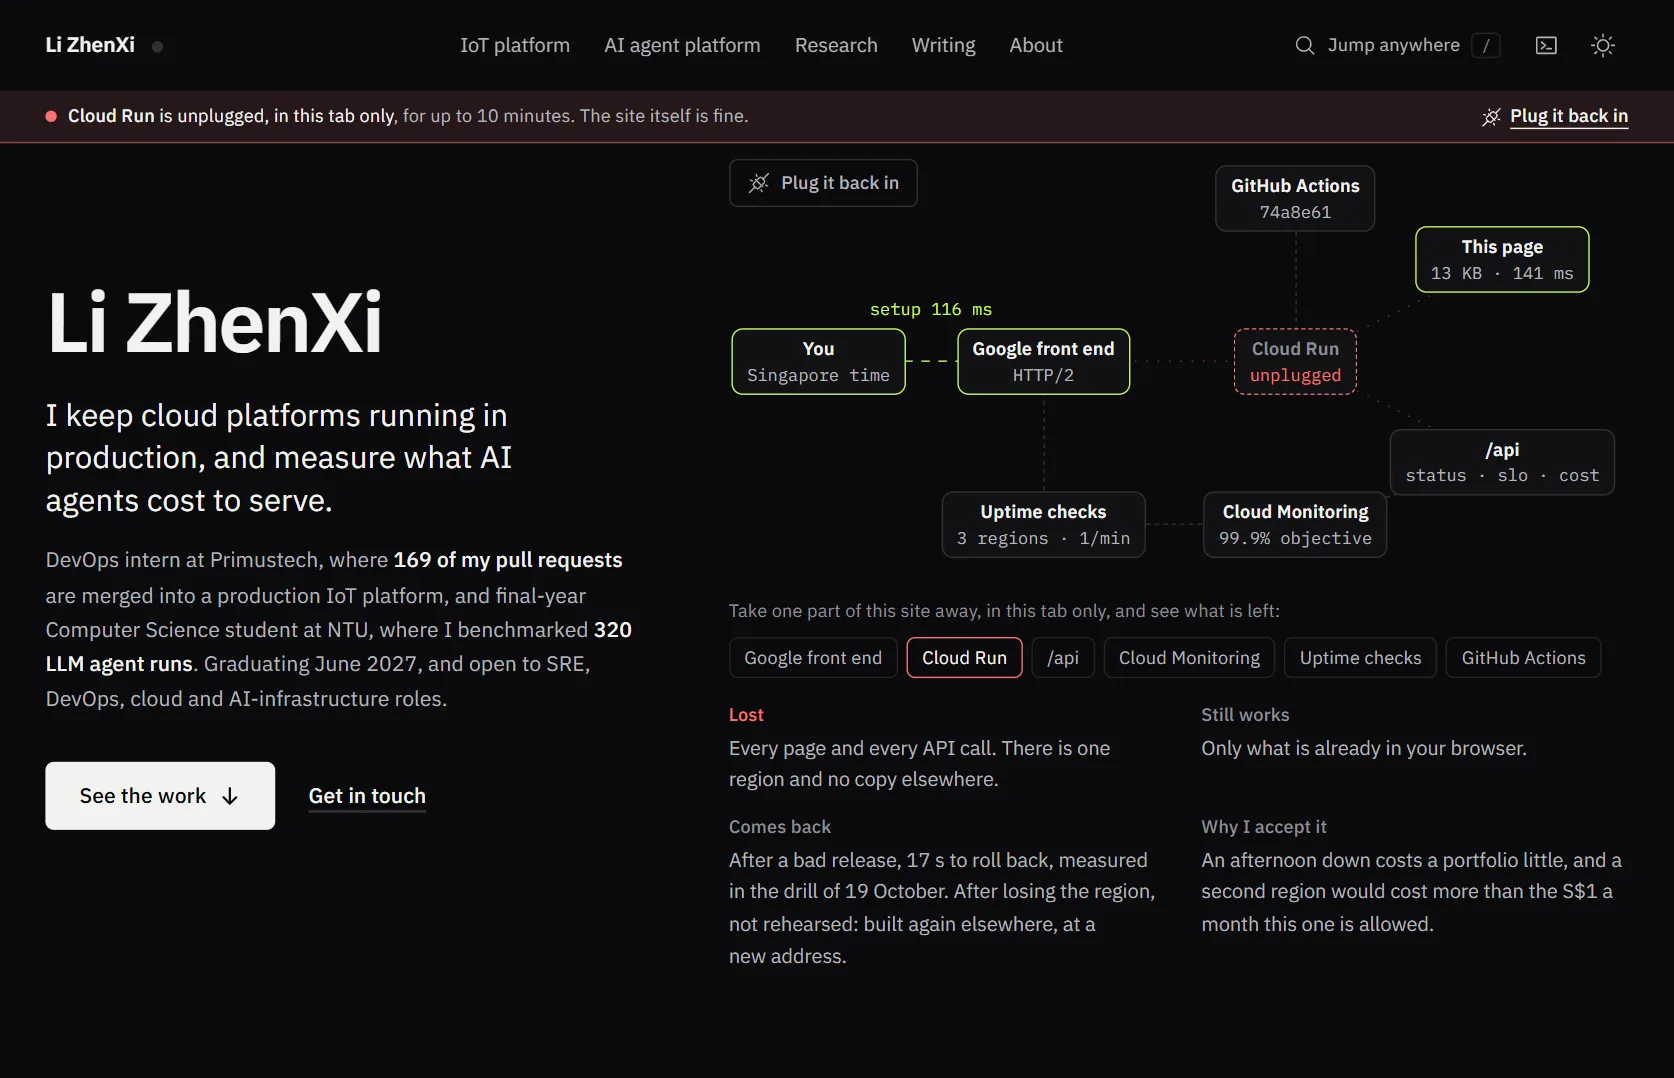 Li ZhenXi
IoT platform
AI agent platform
Research
Writing
About
Jump anywhere /
Cloud Run is unplugged, in this tab only, for up to 10 minutes. The site itself is fine.
Plug it back in
Li ZhenXi
I keep cloud platforms running in
production, and measure what AI
agents cost to serve.
DevOps intern at Primustech, where 169 of my pull requests
are merged into a production IoT platform, and final-year
Computer Science student at NTU, where I benchmarked 320
LLM agent runs. Graduating June 2027, and open to SRE,
DevOps, cloud and AI-infrastructure roles.
See the work ↓
Get in touch
Plug it back in
GitHub Actions
74a8e61
This page
13 KB · 141 ms
setup 116 ms
You
Singapore time
Google front end
HTTP/2
Cloud Run
unplugged
/api
status · slo · cost
Uptime checks
3 regions · 1/min
Cloud Monitoring
99.9% objective
Take one part of this site away, in this tab only, and see what is left:
Google front end
Cloud Run
/api
Cloud Monitoring
Uptime checks
GitHub Actions
Lost
Every page and every API call. There is one
region and no copy elsewhere.
Still works
Only what is already in your browser.
Comes back
After a bad release, 17 s to roll back, measured
in the drill of 19 October. After losing the region,
not rehearsed: built again elsewhere, at a
new address.
Why I accept it
An afternoon down costs a portfolio little, and a
second region would cost more than the S$1 a
month this one is allowed.